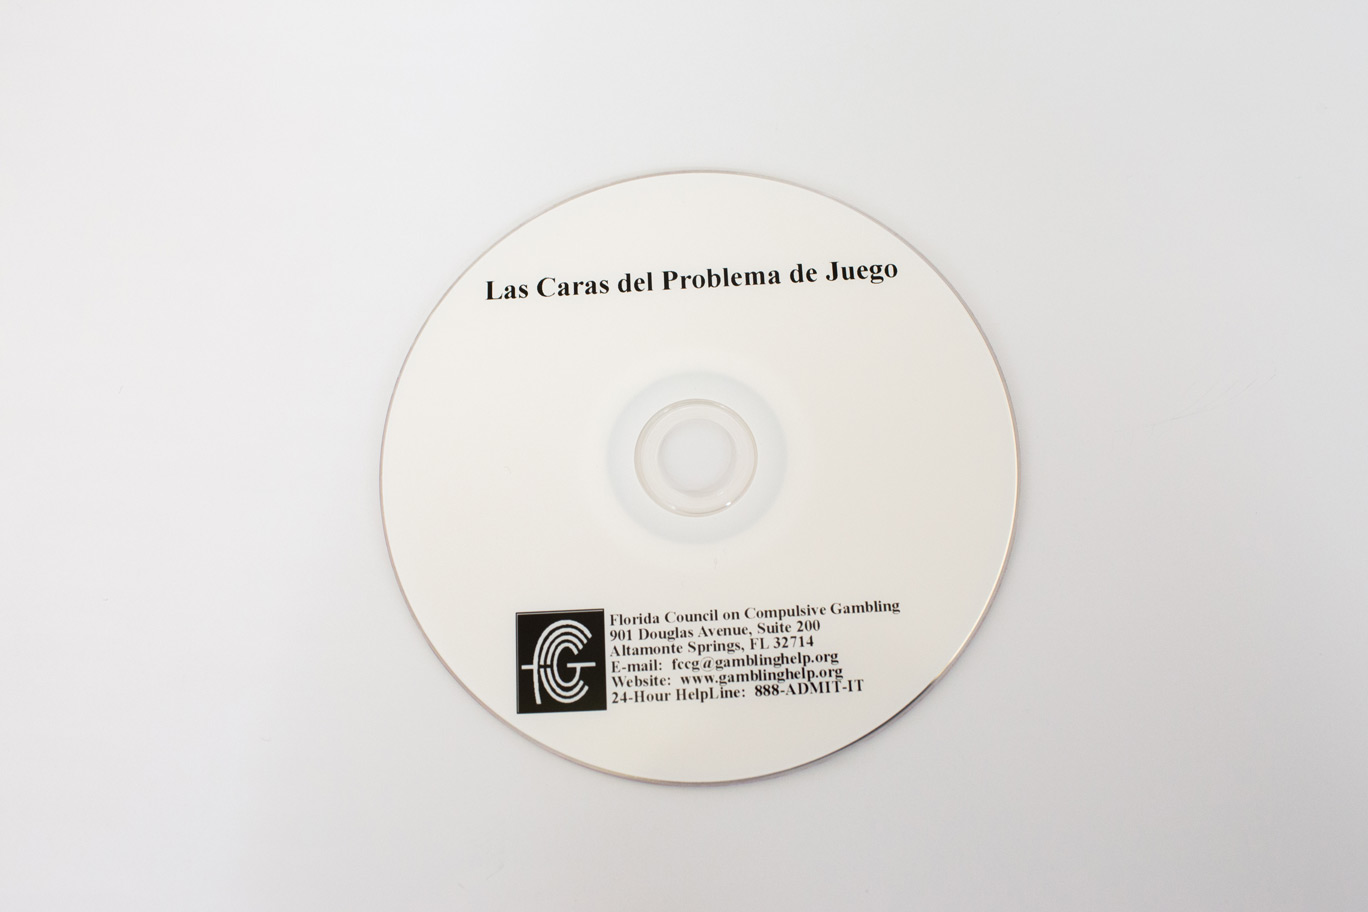 Las Caras del Problema de Juego
Florida Council on Compulsive Gambling
901 Douglas Avenue, Suite 200
Altamonte Springs, FL 32714
E-mail: fccg@gamblinghelp.org
Website: www.gamblinghelp.org
24-Hour HelpLine: 888-ADMIT-IT